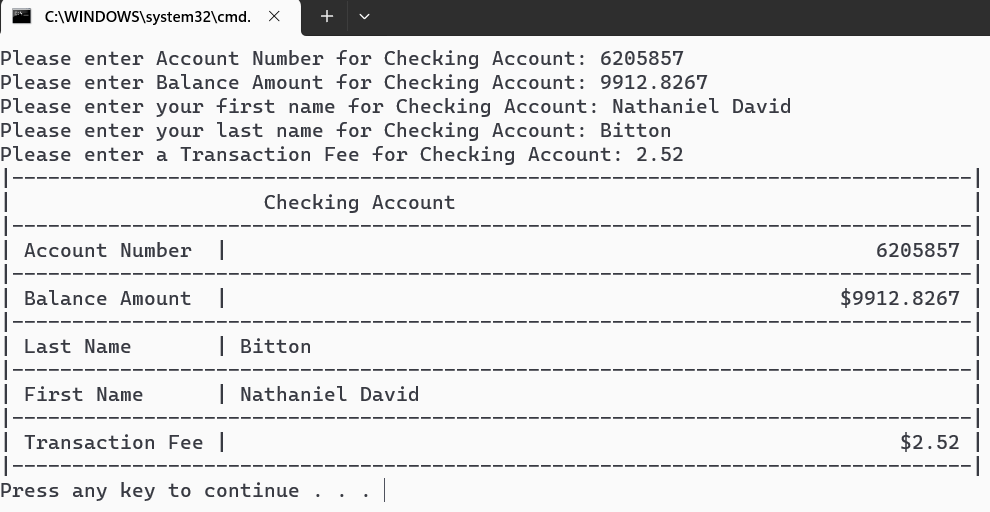 C:\WINDOWS\system32\cmd.
Please enter Account Number for Checking Account: 6205857
Please enter Balance Amount for Checking Account: 9912.8267
Please enter your first name for Checking Account: Nathaniel David
Please enter your last name for Checking Account: Bitton
Please enter a Transaction Fee for Checking Account: 2.52
|--------------------------------------------------------------------------------|
| Checking Account |
|--------------------------------------------------------------------------------|
| Account Number | 6205857 |
|--------------------------------------------------------------------------------|
| Balance Amount | $9912.8267 |
|--------------------------------------------------------------------------------|
| Last Name | Bitton |
|--------------------------------------------------------------------------------|
| First Name | Nathaniel David |
|--------------------------------------------------------------------------------|
| Transaction Fee | $2.52 |
|--------------------------------------------------------------------------------|
Press any key to continue . . .